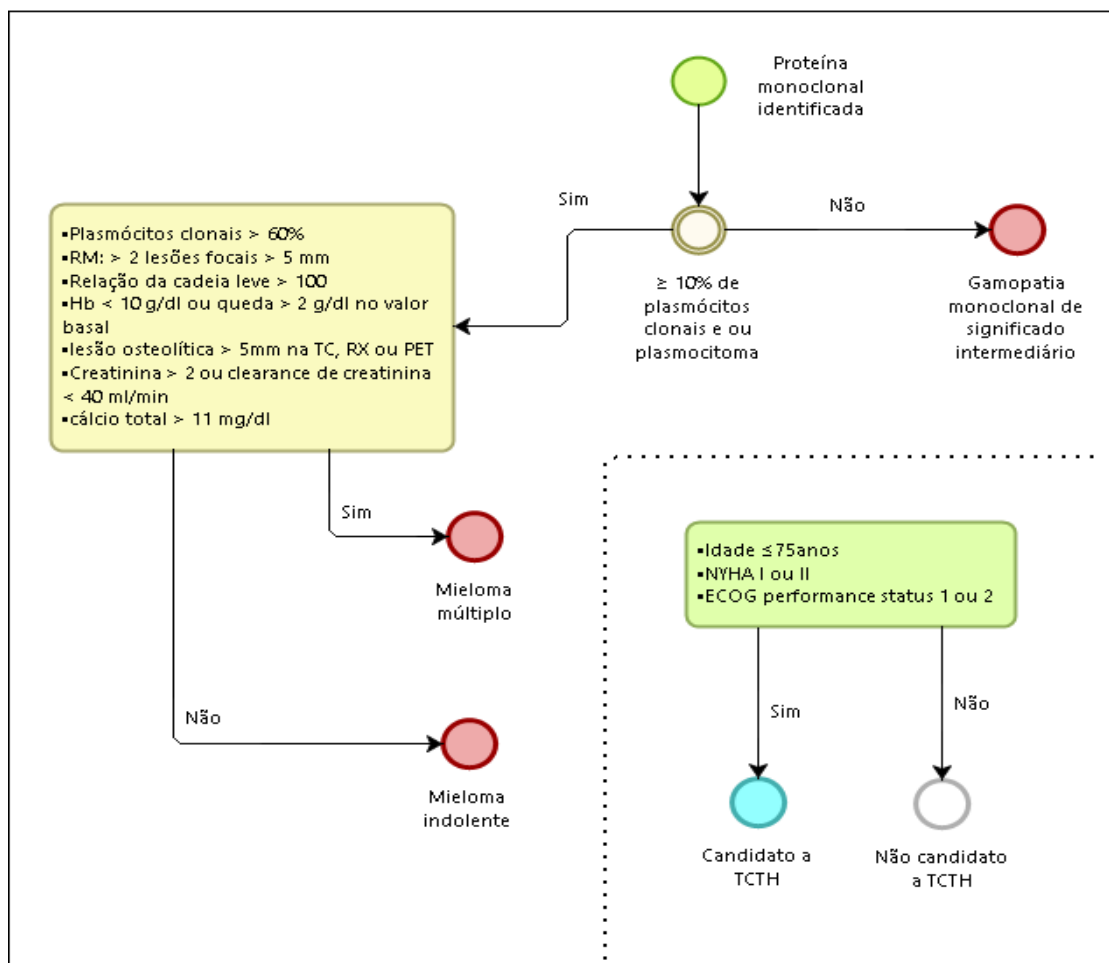 Proteína
monoclonal
identificada
Sim
Não
≥ 10% de
plasmócitos
clonais e ou
plasmocitoma
Gamopatia
monoclonal de
significado
intermediário
▪Plasmócitos clonais > 60%
▪RM: > 2 lesões focais > 5 mm
▪Relação da cadeia leve > 100
▪Hb < 10 g/dl ou queda > 2 g/dl no valor
basal
▪lesão osteolítica > 5mm na TC, RX ou PET
▪Creatinina > 2 ou clearance de creatinina
< 40 ml/min
▪cálcio total > 11 mg/dl
Sim
Mieloma
múltiplo
Não
Mieloma
indolente
▪Idade ≤75anos
▪NYHA I ou II
▪ECOG performance status 1 ou 2
Sim
Não
Candidato a
TCTH
Não candidato
a TCTH